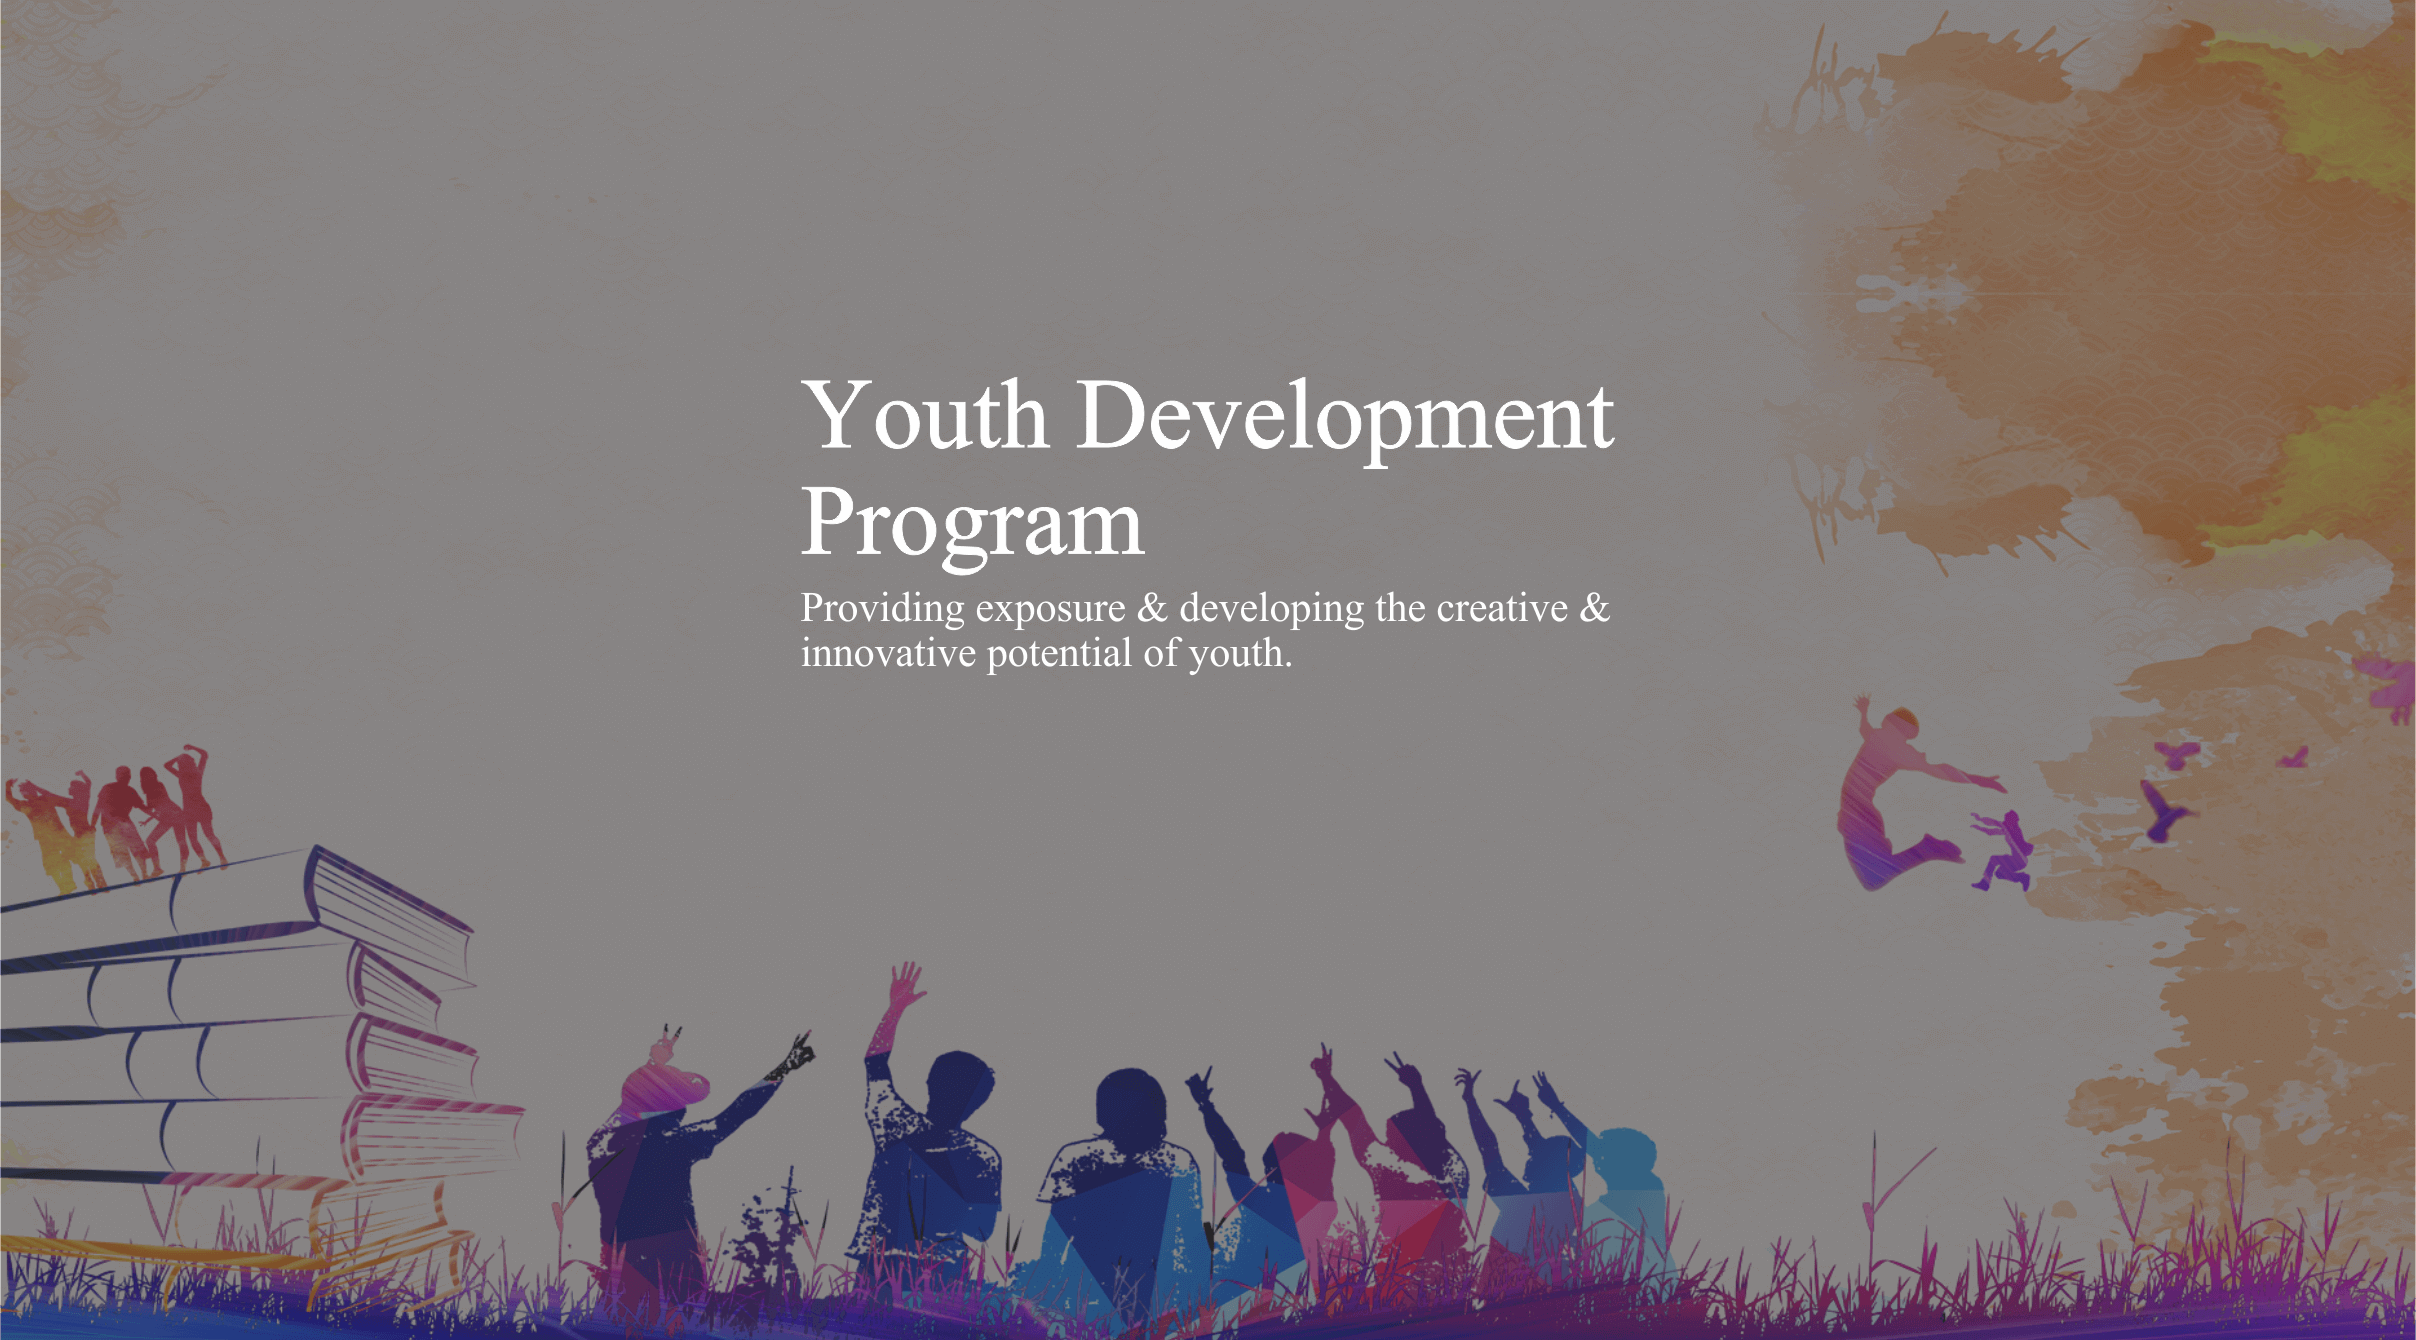 Youth Development
Program
Providing exposure & developing the creative &
innovative potential of youth.